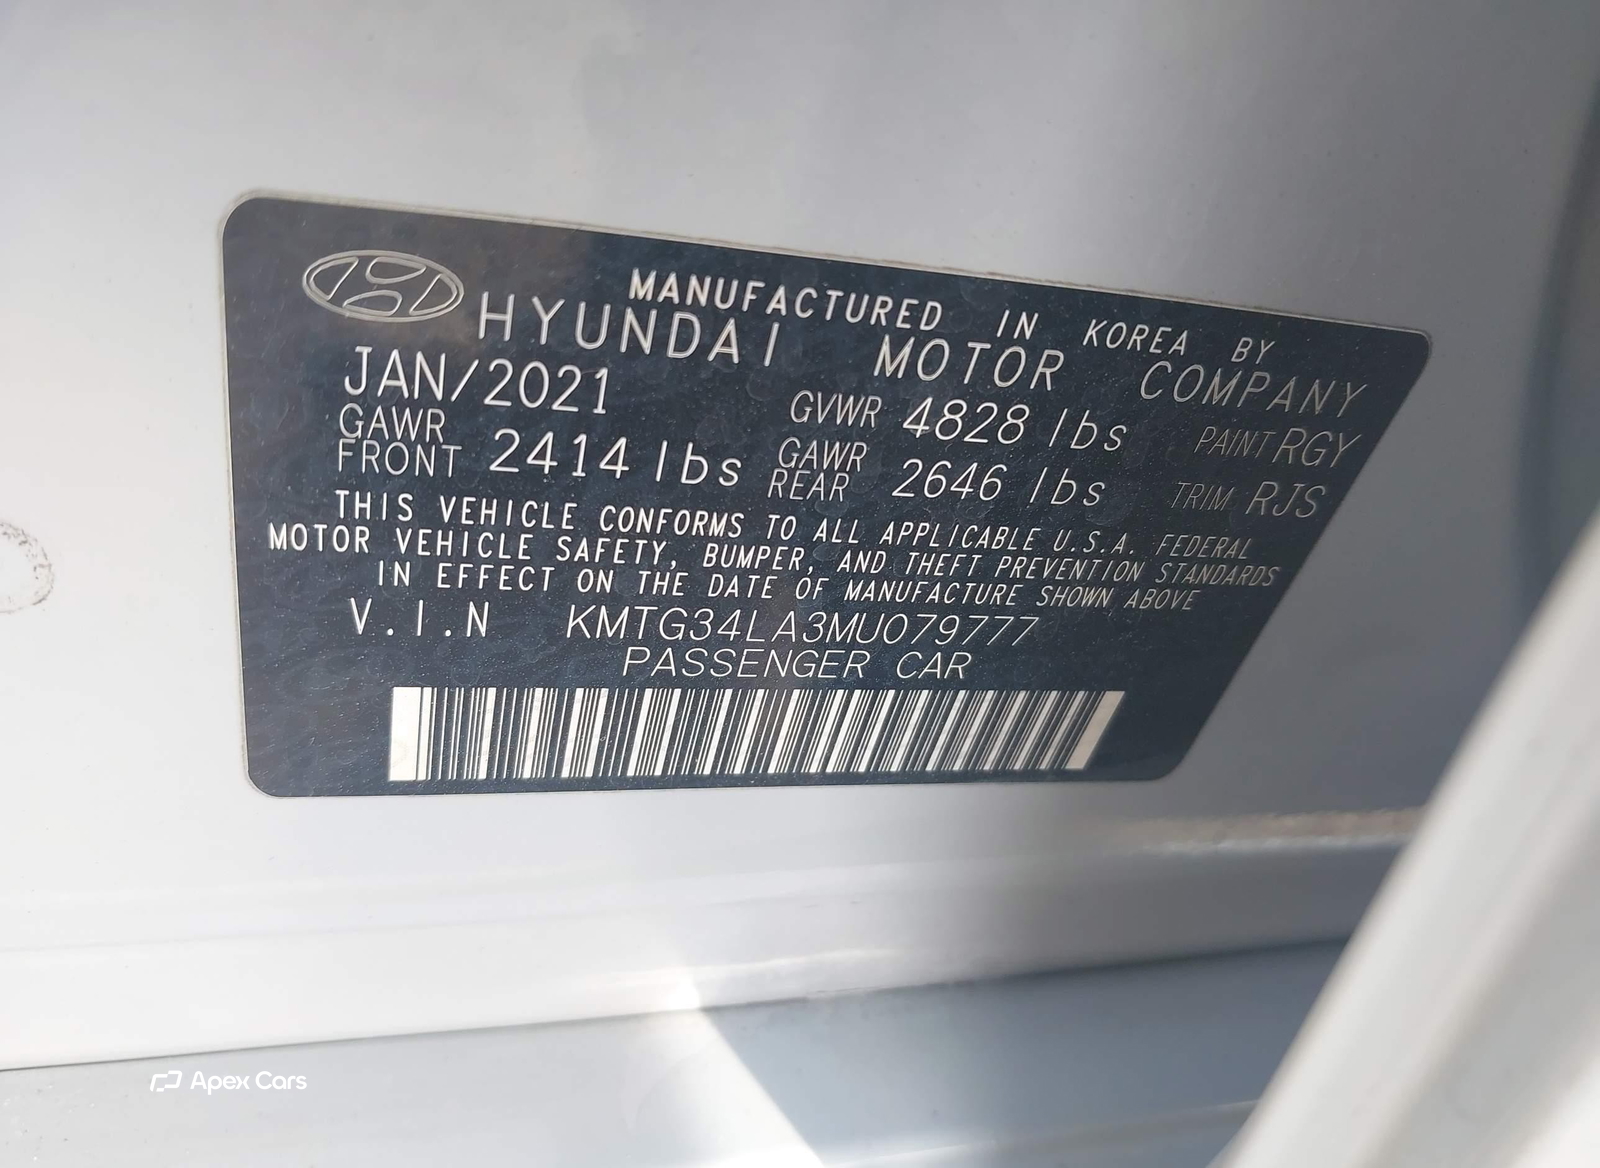 MANUFACTURED IN KOREA BY
HYUNDAI MOTOR COMPANY
JAN/2021 GVWR 4828 lbs PAINT RGY
GAWR FRONT 2414 lbs GAWR REAR 2646 lbs TRIM RJS
THIS VEHICLE CONFORMS TO ALL APPLICABLE U.S.A. FEDERAL
MOTOR VEHICLE SAFETY, BUMPER, AND THEFT PREVENTION STANDARDS
IN EFFECT ON THE DATE OF MANUFACTURE SHOWN ABOVE
V.I.N KMTG34LA3MU079777
PASSENGER CAR
Apex Cars